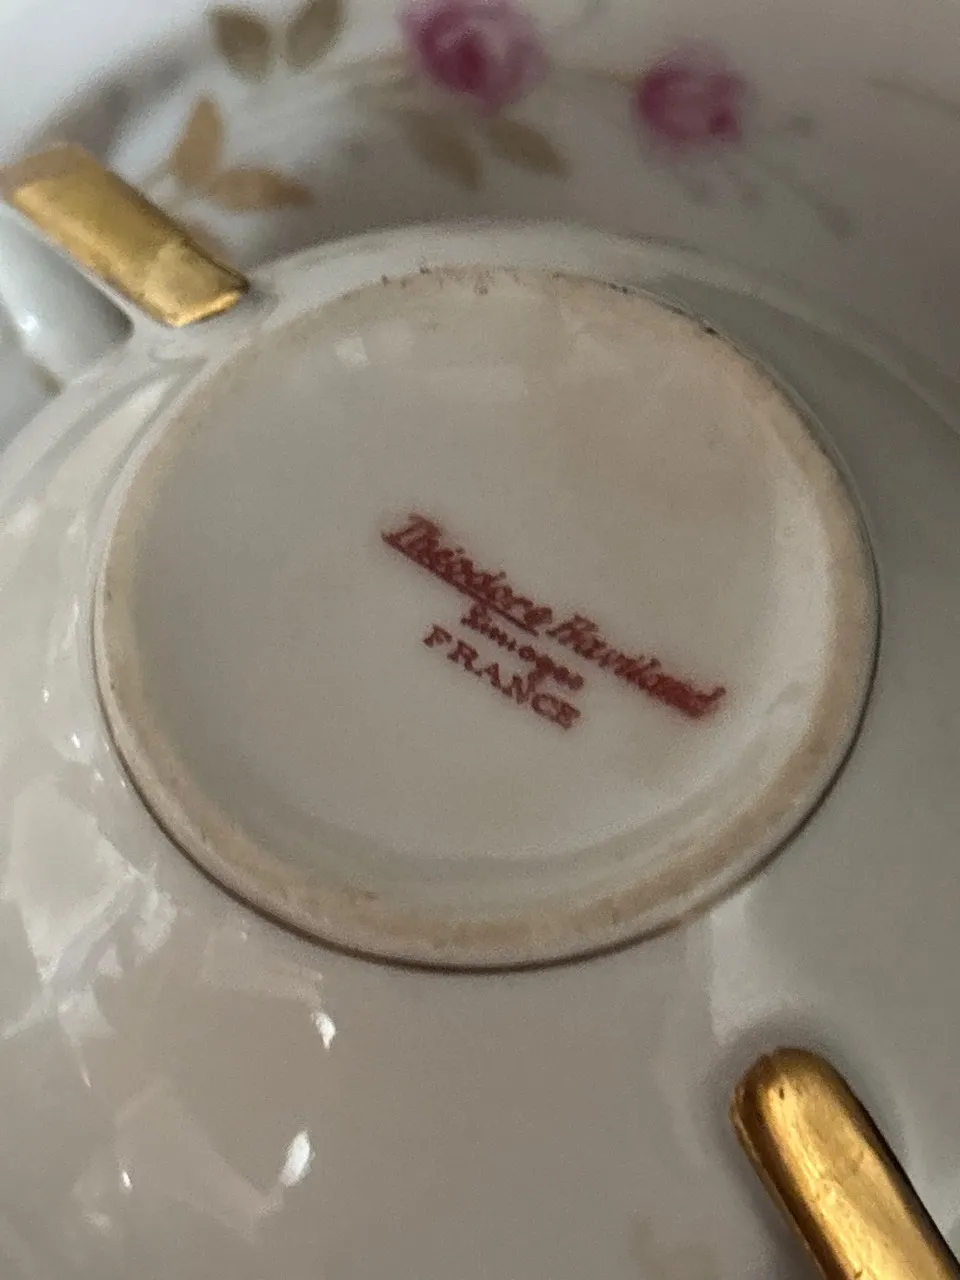 Théodore Haviland
Limoges
FRANCE